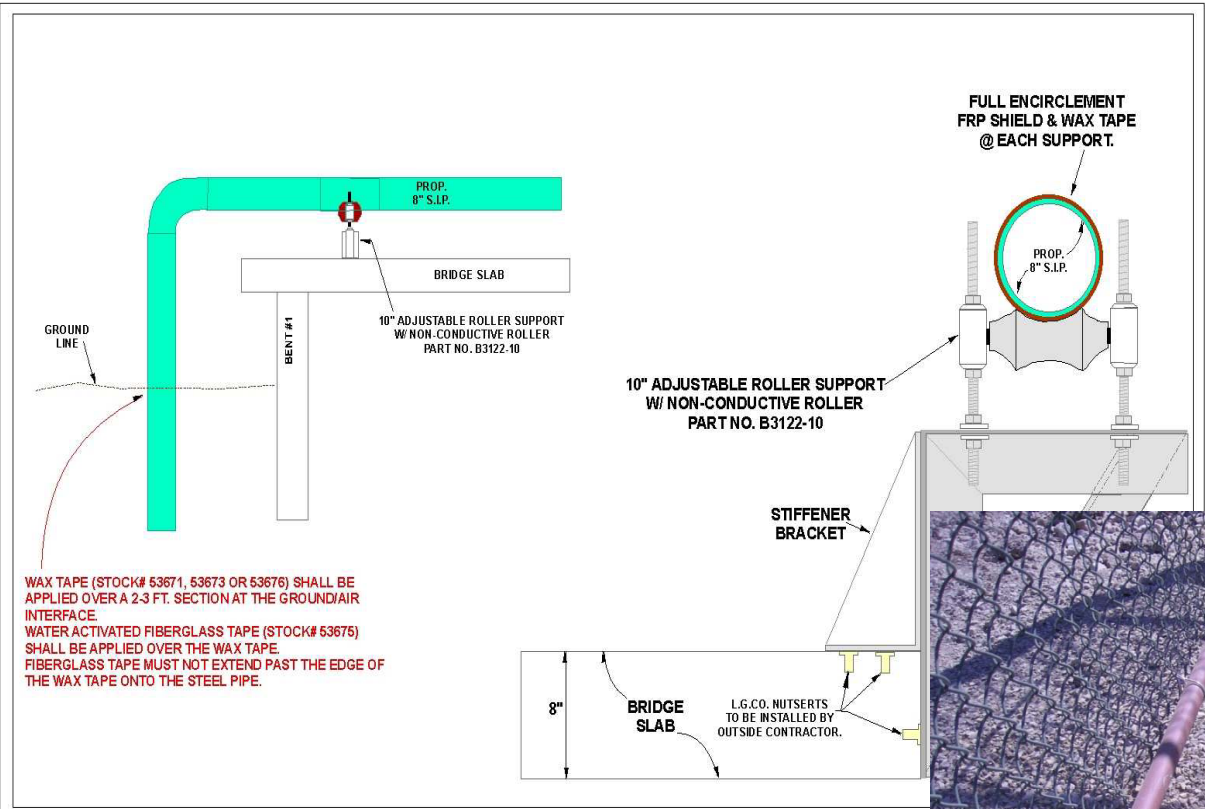 PROP.
8" S.I.P.
BRIDGE SLAB
10" ADJUSTABLE ROLLER SUPPORT
W/ NON-CONDUCTIVE ROLLER
PART NO. B3122-10
BENT #1
GROUND
LINE
WAX TAPE (STOCK# 53671, 53673 OR 53676) SHALL BE
APPLIED OVER A 2-3 FT. SECTION AT THE GROUND/AIR
INTERFACE.
WATER ACTIVATED FIBERGLASS TAPE (STOCK# 53675)
SHALL BE APPLIED OVER THE WAX TAPE.
FIBERGLASS TAPE MUST NOT EXTEND PAST THE EDGE OF
THE WAX TAPE ONTO THE STEEL PIPE.
FULL ENCIRCLEMENT
FRP SHIELD & WAX TAPE
@ EACH SUPPORT.
PROP.
8" S.I.P.
10" ADJUSTABLE ROLLER SUPPORT
W/ NON-CONDUCTIVE ROLLER
PART NO. B3122-10
STIFFENER
BRACKET
8"
BRIDGE
SLAB
L.G.CO. NUTSERTS
TO BE INSTALLED BY
OUTSIDE CONTRACTOR.